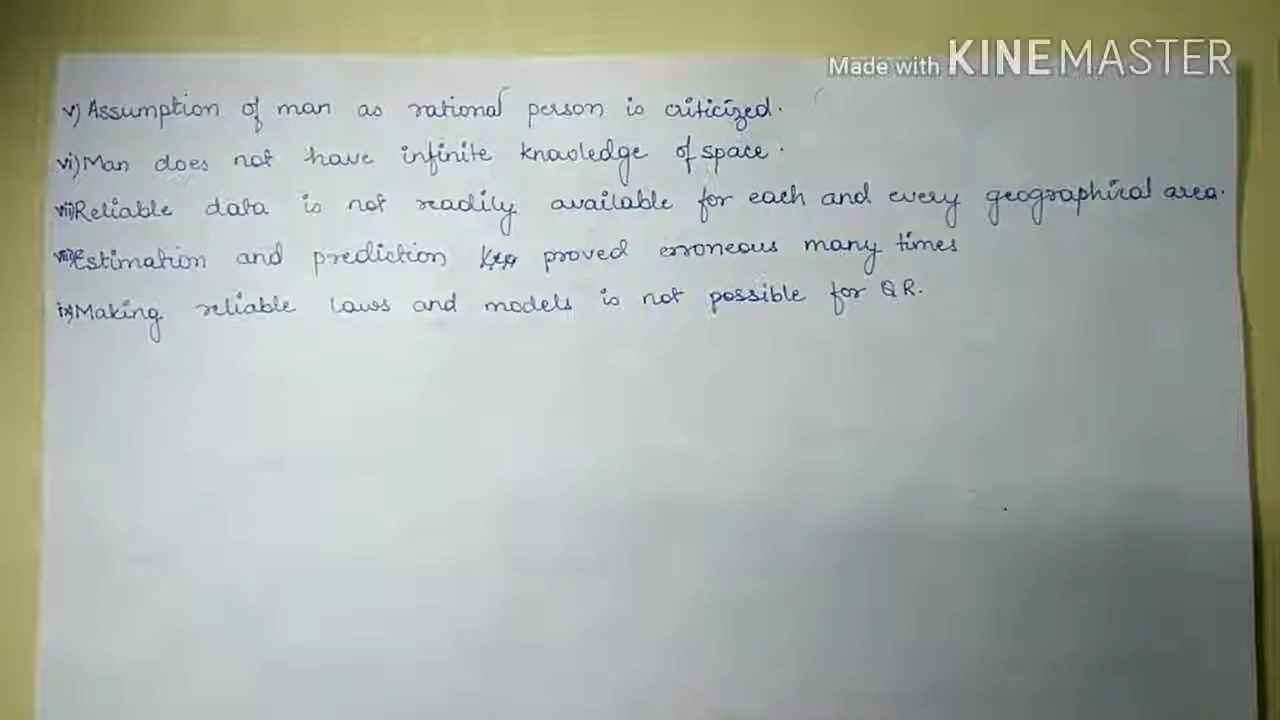 Made with KINEMASTER
v) Assumption of man as rational person is criticized.
vi) Man does not have infinite knowledge of space.
vii) Reliable data is not readily available for each and every geographical area.
viii) Estimation and prediction proved erroneous many times
ix) Making reliable laws and models is not possible for QR.